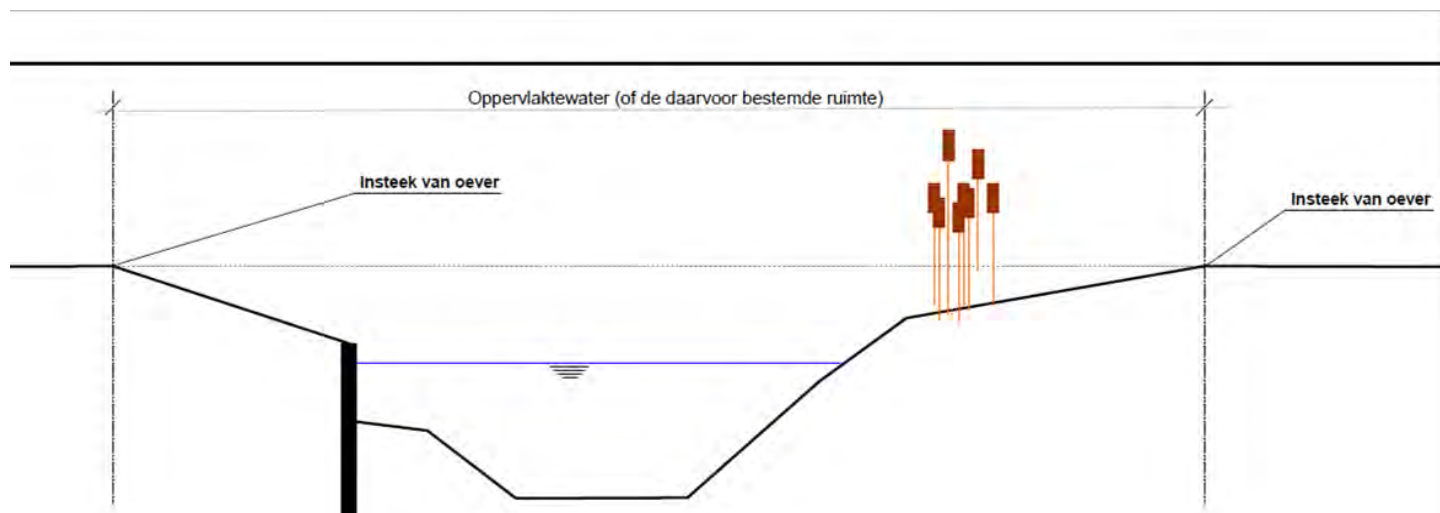 Oppervlaktewater (of de daarvoor bestemde ruimte)
Insteek van oever
Insteek van oever